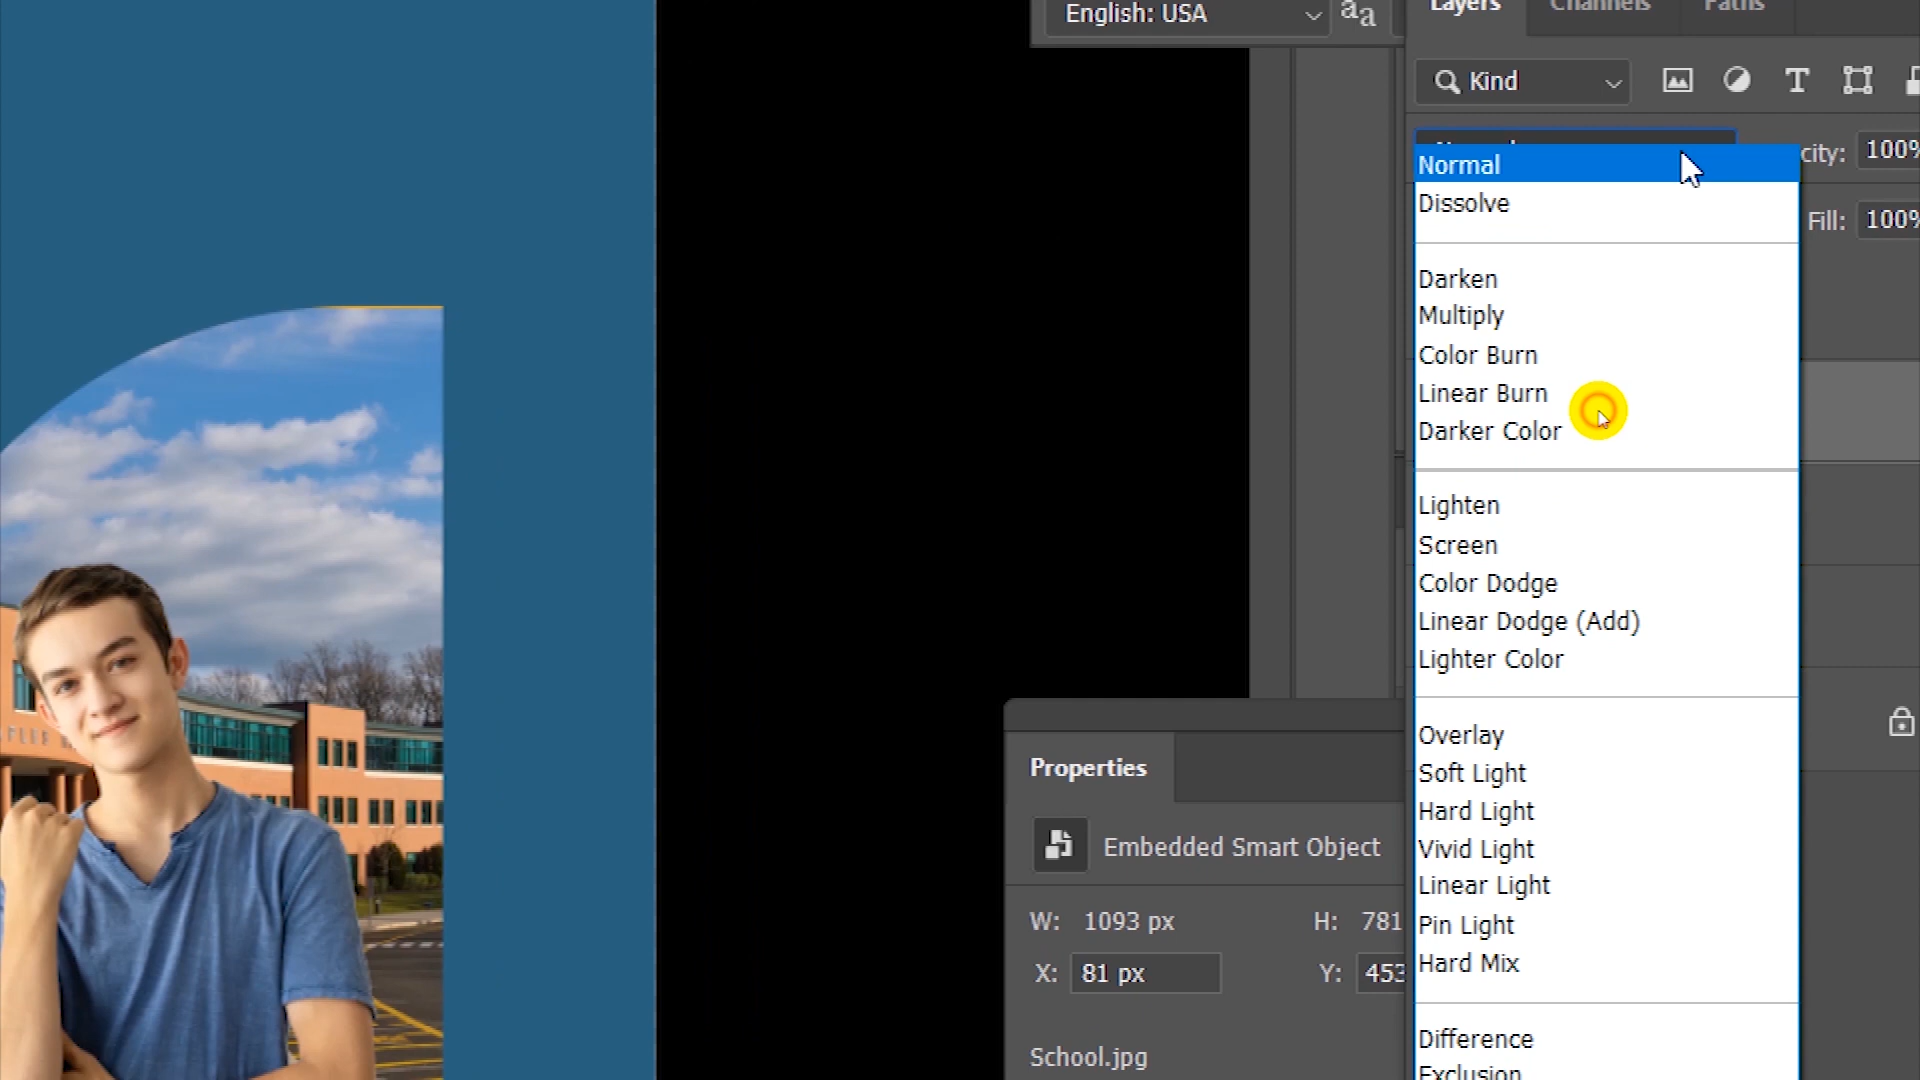 English: USA
Layers
Channels
Paths
Kind
Normal
Dissolve
Darken
Multiply
Color Burn
Linear Burn
Darker Color
Lighten
Screen
Color Dodge
Linear Dodge (Add)
Lighter Color
Overlay
Soft Light
Hard Light
Vivid Light
Linear Light
Pin Light
Hard Mix
Difference
Exclusion
city: 100%
Fill: 100%
Properties
Embedded Smart Object
W: 1093 px H: 781
X: 81 px Y: 453
School.jpg